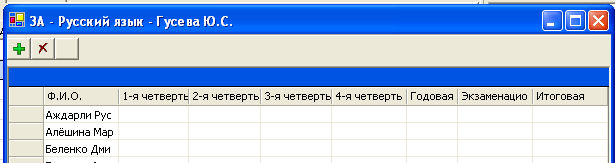 3А - Русский язык - Гусева Ю.С.
Ф.И.О. 1-я четверть 2-я четверть 3-я четверть 4-я четверть Годовая Экзаменацио Итоговая
Аждарли Рус
Алёшина Мар
Беленко Дми